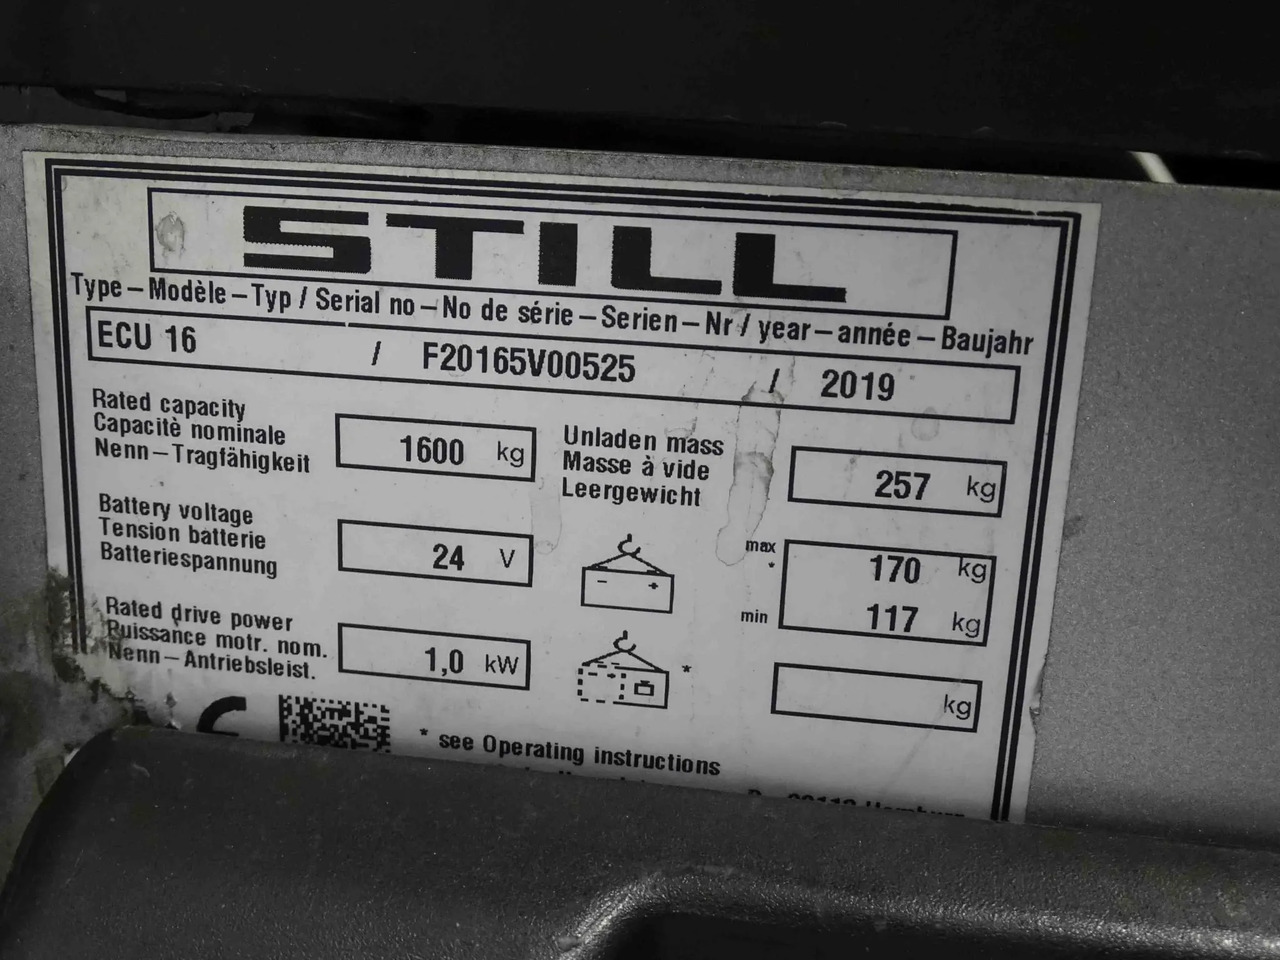 STILL
Type – Modèle – Typ / Serial no – No de série – Serien – Nr / year – année – Baujahr
ECU 16 / F20165V00525 / 2019
Rated capacity
Capacitè nominale
Nenn – Tragfähigkeit
1600 kg
Unladen mass
Masse à vide
Leergewicht
257 kg
Battery voltage
Tension batterie
Batteriespannung
24 V
- +
max
*
min
170 kg
117 kg
Rated drive power
Puissance motr. nom.
Nenn – Antriebsleist.
1,0 kW
*
kg
CE
* see Operating instructions